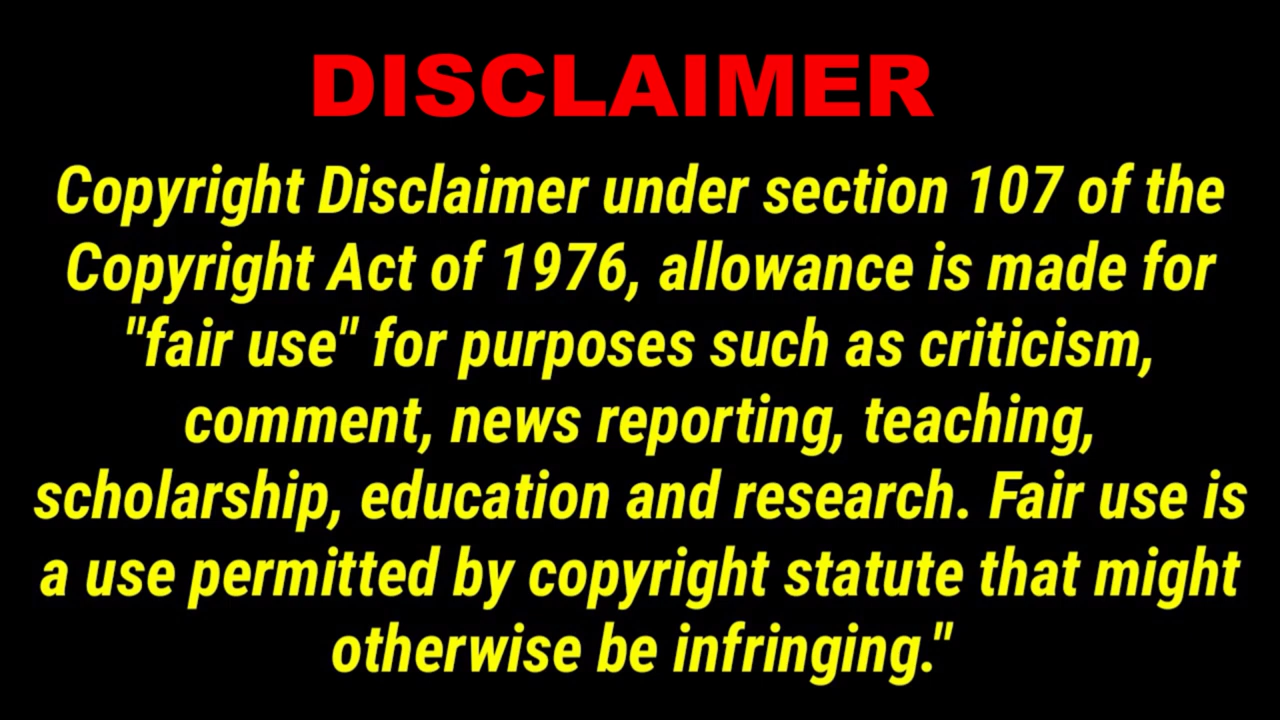 DISCLAIMER
Copyright Disclaimer under section 107 of the
Copyright Act of 1976, allowance is made for
"fair use" for purposes such as criticism,
comment, news reporting, teaching,
scholarship, education and research. Fair use is
a use permitted by copyright statute that might
otherwise be infringing."